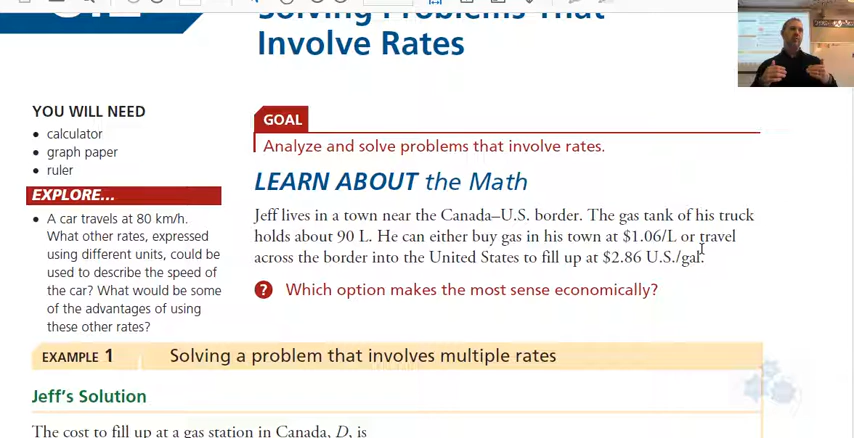 Solving Problems That
Involve Rates
YOU WILL NEED
• calculator
• graph paper
• ruler
EXPLORE...
• A car travels at 80 km/h.
What other rates, expressed
using different units, could be
used to describe the speed of
the car? What would be some
of the advantages of using
these other rates?
GOAL
Analyze and solve problems that involve rates.
LEARN ABOUT the Math
Jeff lives in a town near the Canada–U.S. border. The gas tank of his truck
holds about 90 L. He can either buy gas in his town at $1.06/L or travel
across the border into the United States to fill up at $2.86 U.S./gal.
? Which option makes the most sense economically?
EXAMPLE 1 Solving a problem that involves multiple rates
Jeff's Solution
The cost to fill up at a gas station in Canada, D, is